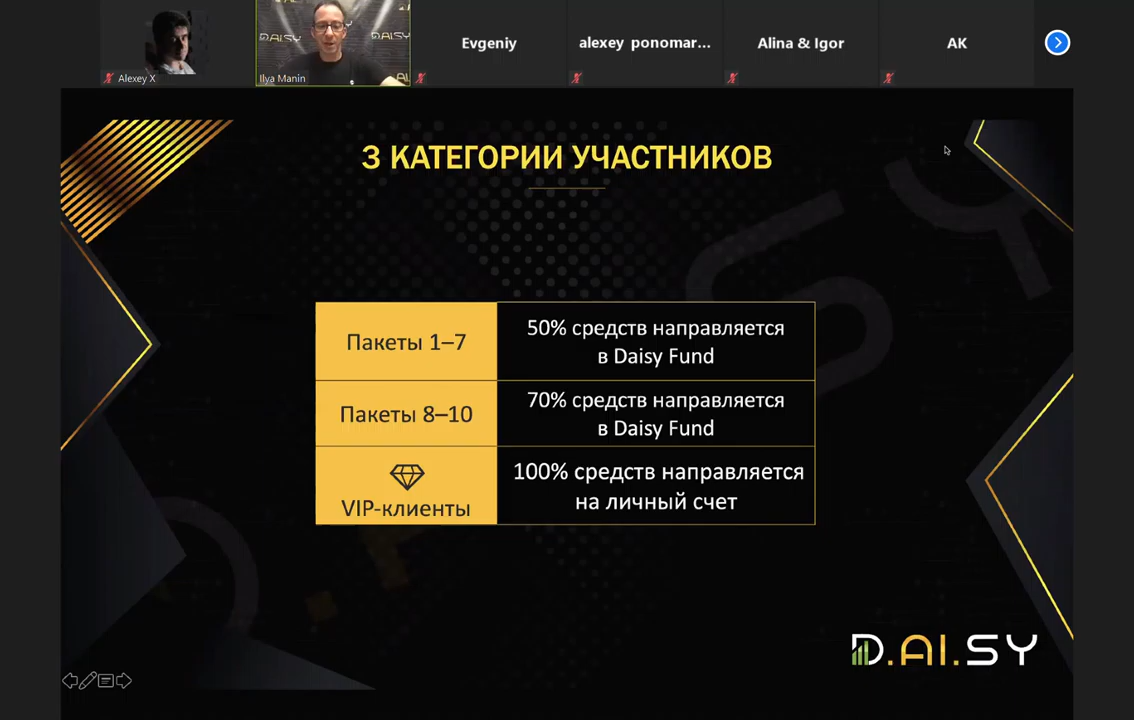 Alexey X
Ilya Manin
Evgeniy
alexey ponomar...
Alina & Igor
AK
3 КАТЕГОРИИ УЧАСТНИКОВ
Пакеты 1–7
50% средств направляется
в Daisy Fund
Пакеты 8–10
70% средств направляется
в Daisy Fund
VIP-клиенты
100% средств направляется
на личный счет
D.AI.SY